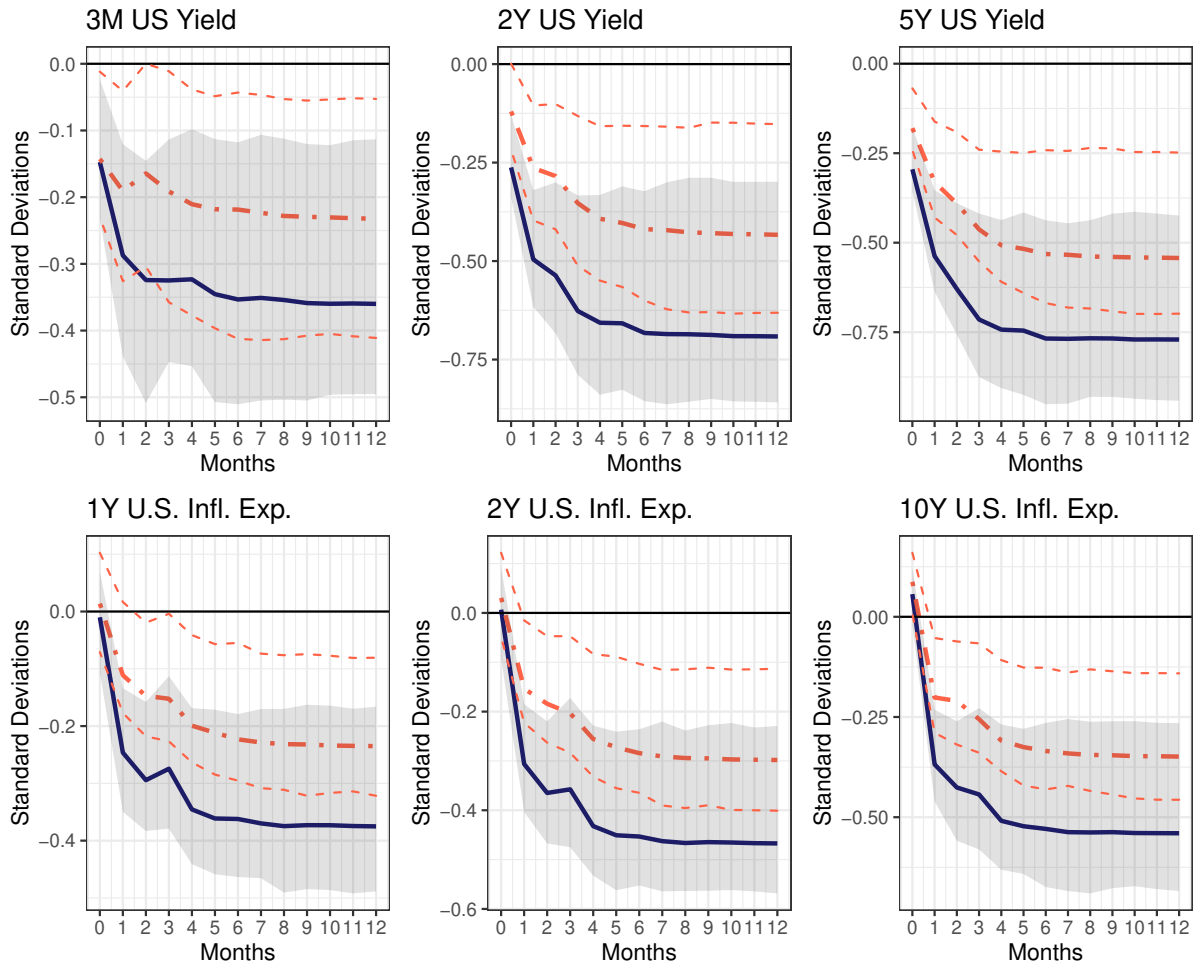 3M US Yield
Standard Deviations
0.0
−0.1
−0.2
−0.3
−0.4
−0.5
0 1 2 3 4 5 6 7 8 9 10 11 12
Months
2Y US Yield
Standard Deviations
0.00
−0.25
−0.50
−0.75
0 1 2 3 4 5 6 7 8 9 10 11 12
Months
5Y US Yield
Standard Deviations
0.00
−0.25
−0.50
−0.75
0 1 2 3 4 5 6 7 8 9 10 11 12
Months
1Y U.S. Infl. Exp.
Standard Deviations
0.0
−0.2
−0.4
0 1 2 3 4 5 6 7 8 9 10 11 12
Months
2Y U.S. Infl. Exp.
Standard Deviations
0.0
−0.2
−0.4
−0.6
0 1 2 3 4 5 6 7 8 9 10 11 12
Months
10Y U.S. Infl. Exp.
Standard Deviations
0.00
−0.25
−0.50
0 1 2 3 4 5 6 7 8 9 10 11 12
Months